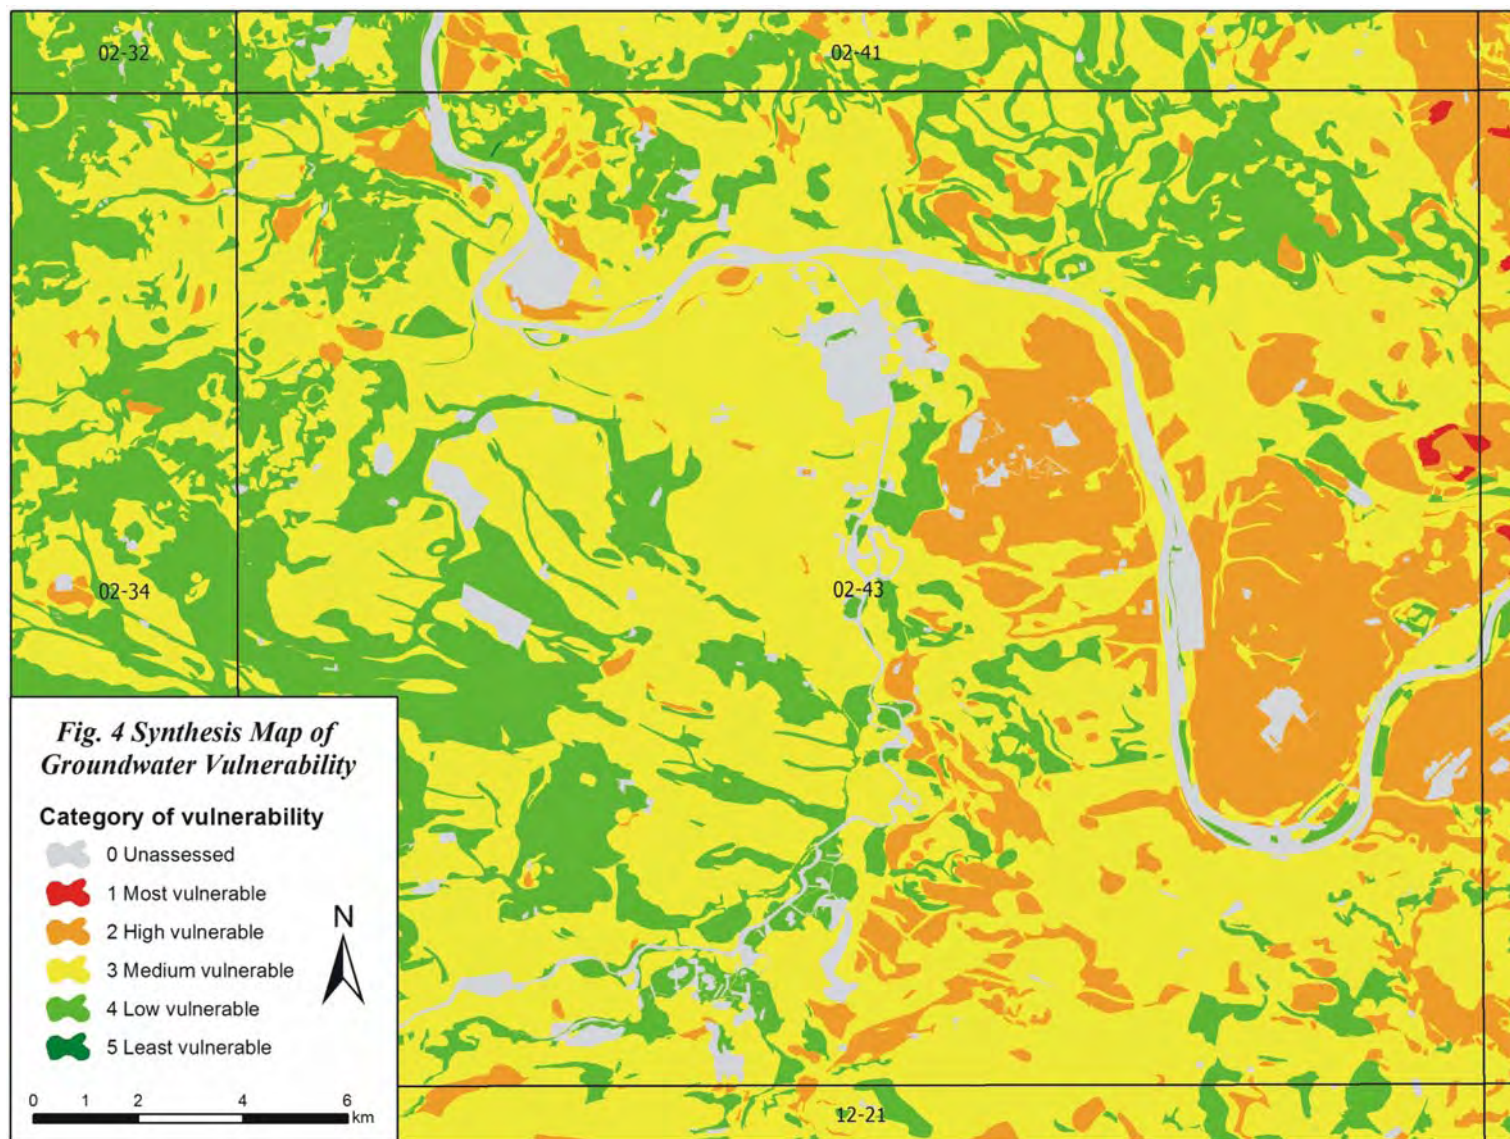 02-32
02-41
02-34
02-43
12-21
Fig. 4 Synthesis Map of
Groundwater Vulnerability
Category of vulnerability
0 Unassessed
1 Most vulnerable
2 High vulnerable
3 Medium vulnerable
4 Low vulnerable
5 Least vulnerable
N
0 1 2 4 6
km